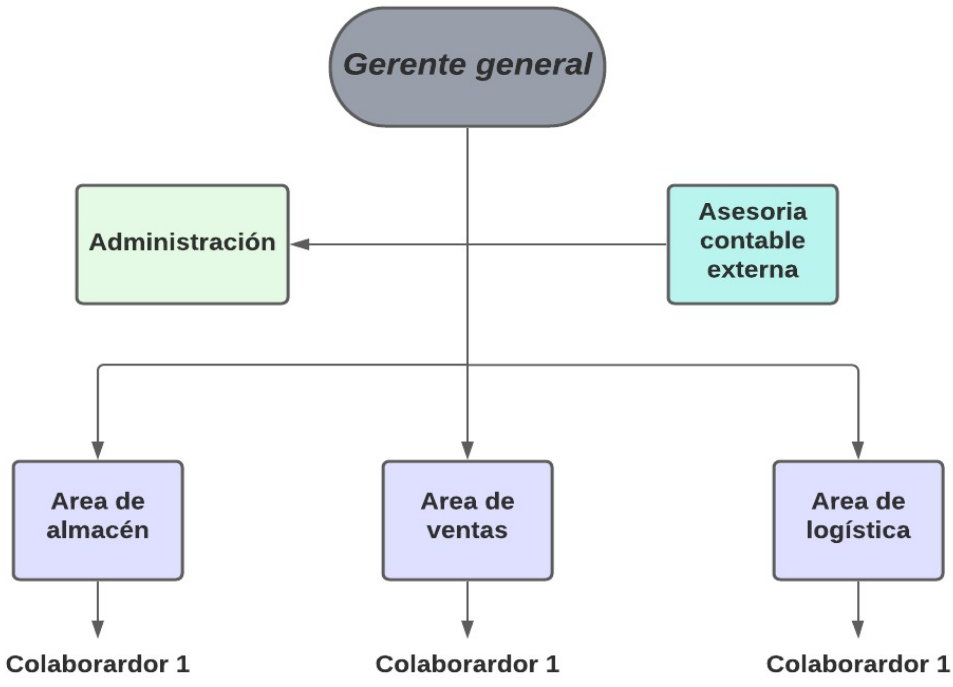 Gerente general
Administración
Asesoria
contable
externa
Area de
almacén
Area de
ventas
Area de
logística
Colaborardor 1
Colaborardor 1
Colaborardor 1